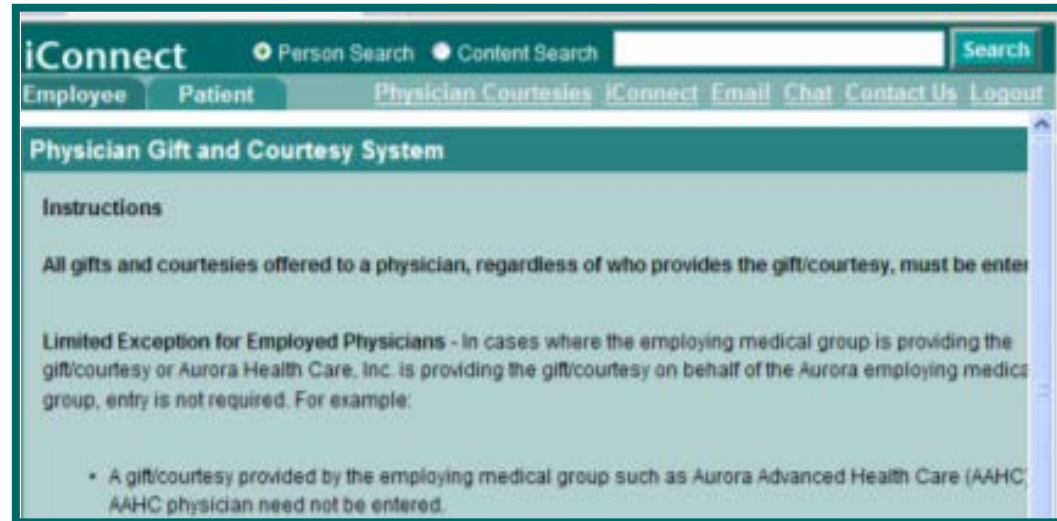 iConnect Person Search Content Search Search
Employee Patient Physician Courtesies iConnect Email Chat Contact Us Logout
Physician Gift and Courtesy System
Instructions
All gifts and courtesies offered to a physician, regardless of who provides the gift/courtesy, must be enter
Limited Exception for Employed Physicians - In cases where the employing medical group is providing the
gift/courtesy or Aurora Health Care, Inc. is providing the gift/courtesy on behalf of the Aurora employing medica
group, entry is not required. For example:
• A gift/courtesy provided by the employing medical group such as Aurora Advanced Health Care (AAHC)
AAHC physician need not be entered.